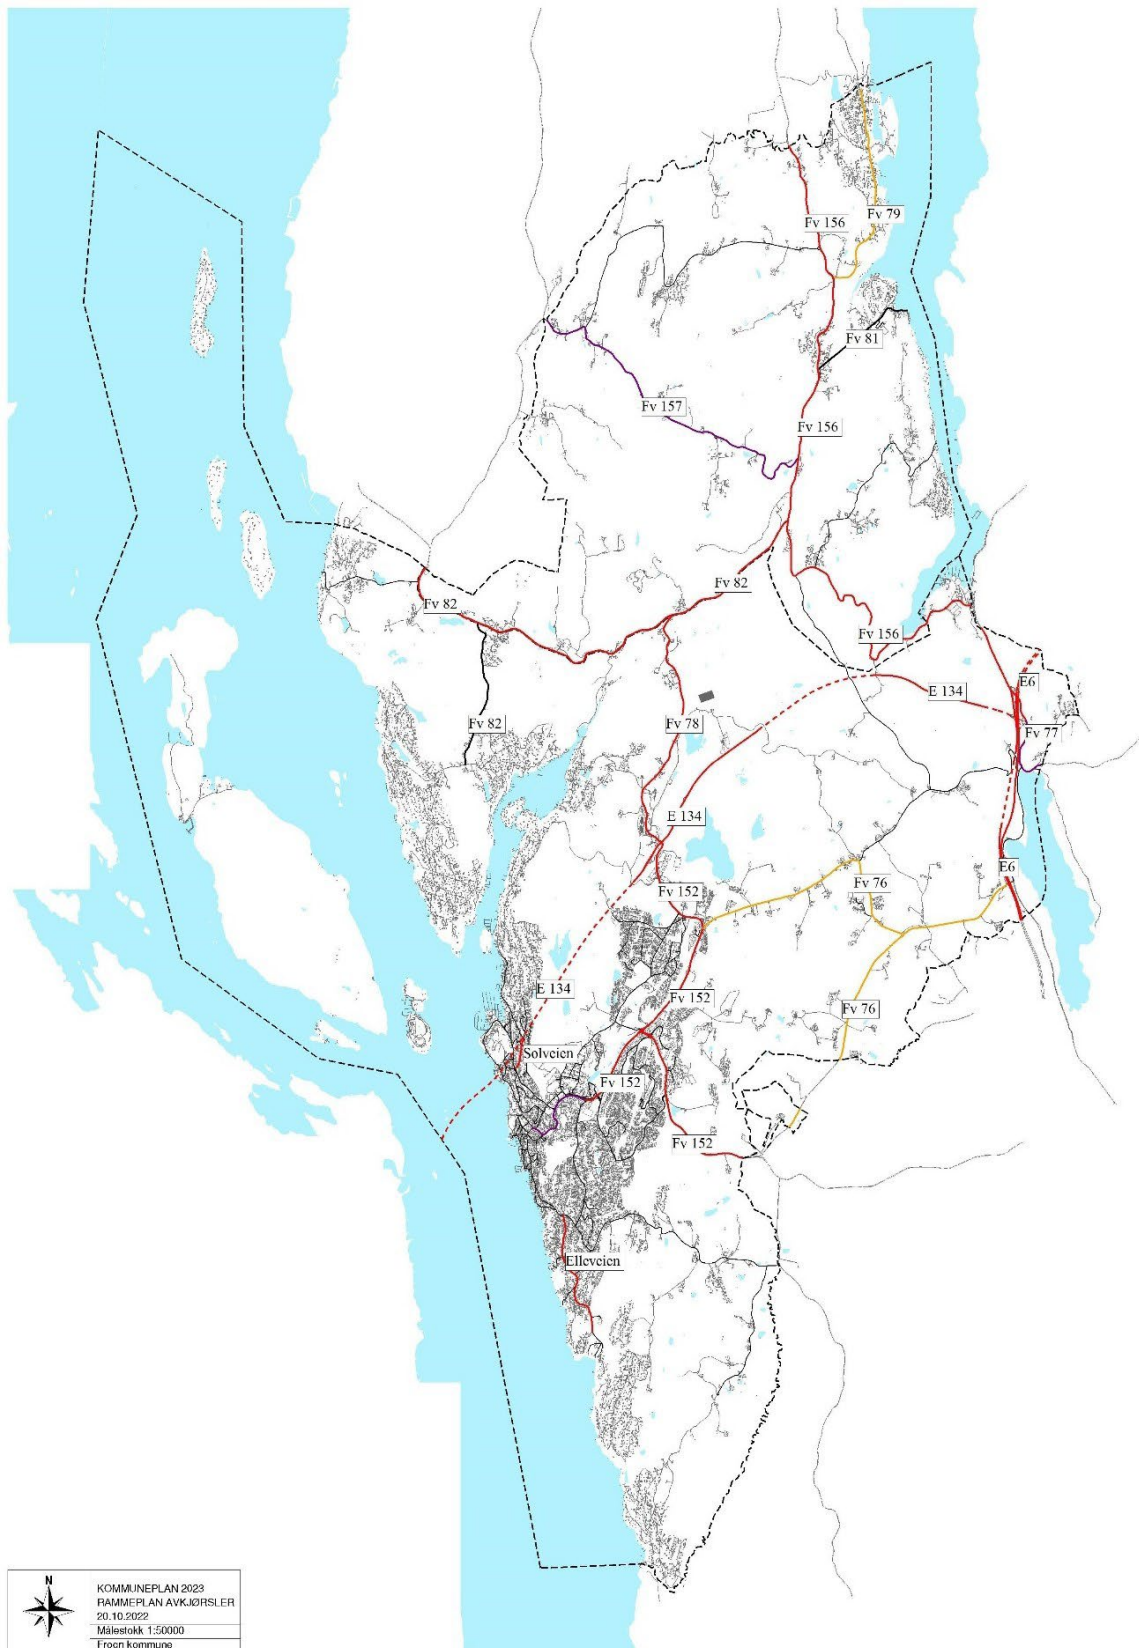 Fv 156
Fv 79
Fv 81
Fv 157
Fv 156
Fv 82
Fv 82
Fv 156
E6
E 134
Fv 82
Fv 78
Fv 77
E 134
E6
Fv 76
Fv 152
E 134
Fv 152
Fv 76
Solveien
Fv 152
Fv 152
Elleveien
N
KOMMUNEPLAN 2023
RAMMEPLAN AVKJØRSLER
20.10.2022
Målestokk 1:50000
Frogn kommune